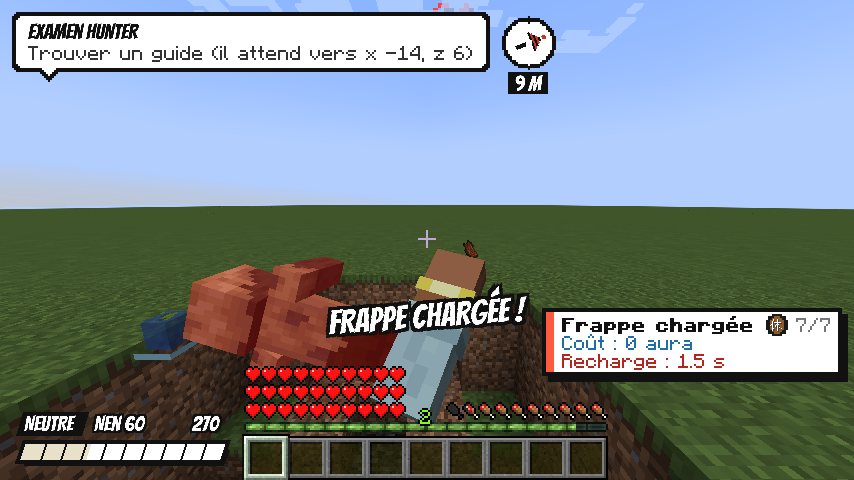 EXAMEN HUNTER
Trouver un guide (il attend vers x -14, z 6)
9 M
FRAPPE CHARGÉE !
Frappe chargée 休 7/7
Coût : 0 aura
Recharge : 1.5 s
NEUTRE NEN 60 270
2